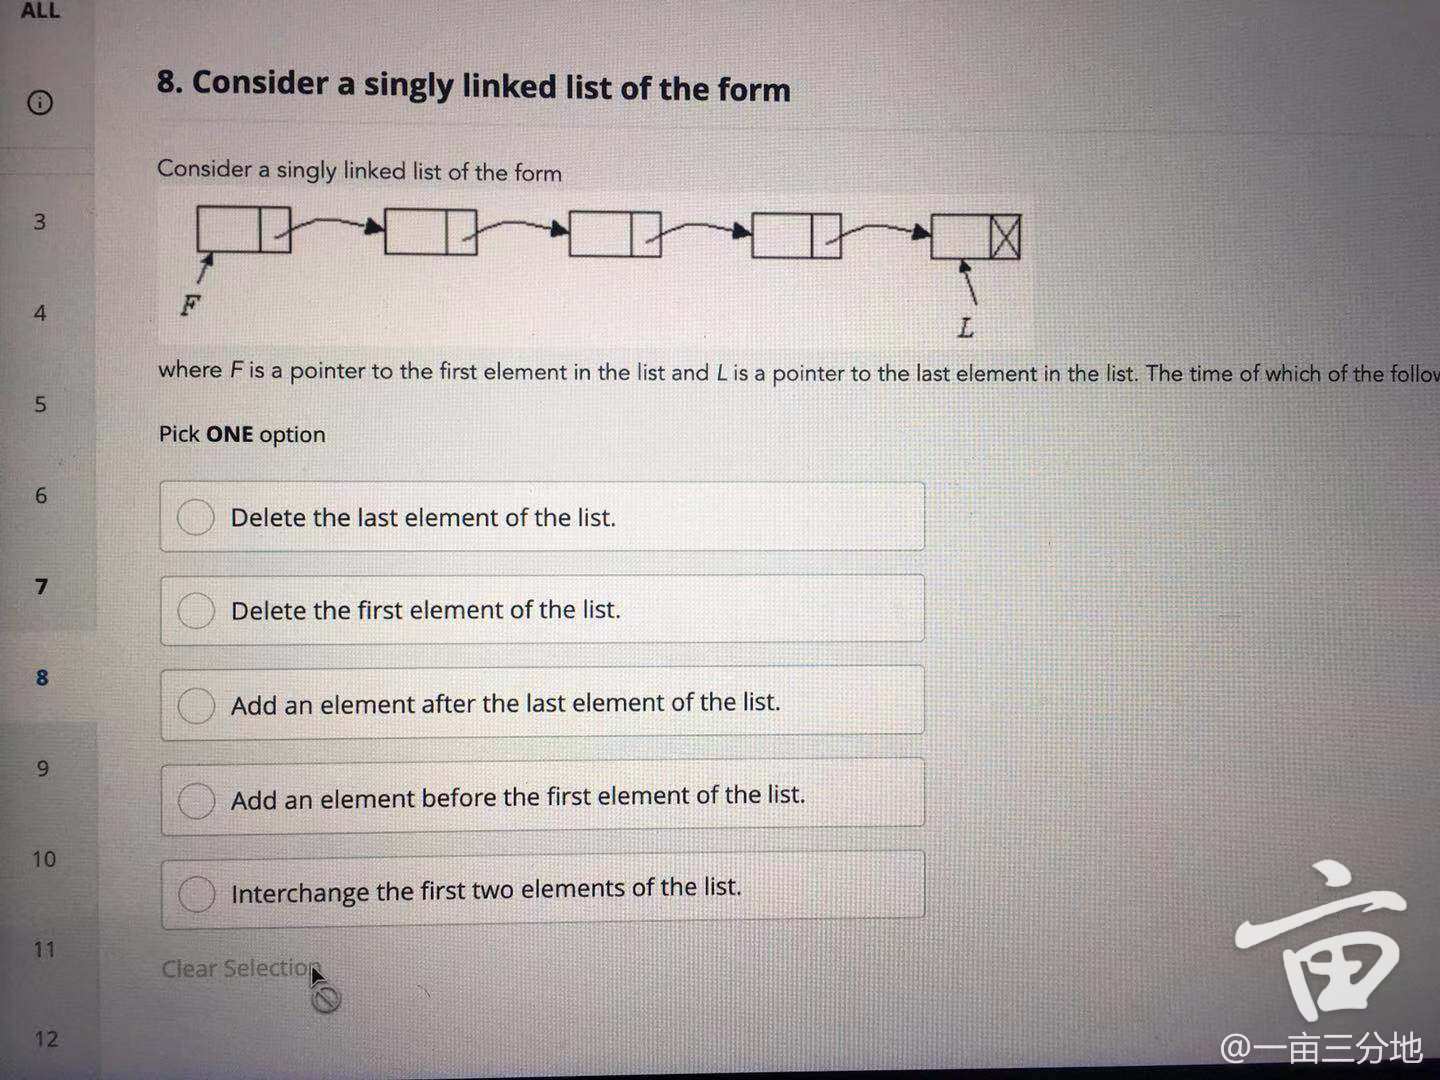 ALL
8. Consider a singly linked list of the form
Consider a singly linked list of the form
F
L
where F is a pointer to the first element in the list and L is a pointer to the last element in the list. The time of which of the
Pick ONE option
Delete the last element of the list.
Delete the first element of the list.
Add an element after the last element of the list.
Add an element before the first element of the list.
Interchange the first two elements of the list.
Clear Selection
3
4
5
6
7
8
9
10
11
12
亩
@一亩三分地